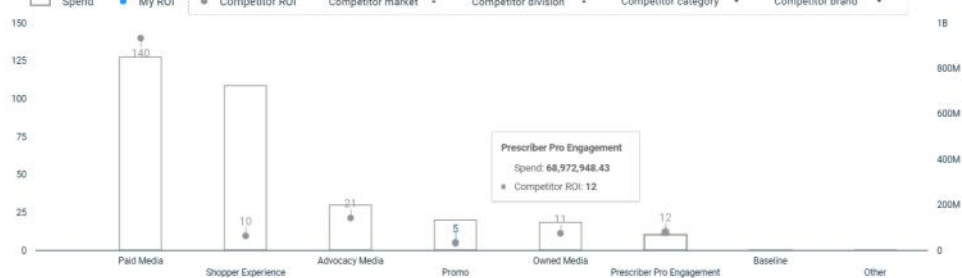 Spend My ROI Competitor ROI Competitor market Competitor division Competitor category Competitor brand
150 1B
125 800M
100 600M
75 400M
50 200M
25 0
0
140
10
21
5
11
12
Prescriber Pro Engagement
Spend: 68,972,948.43
Competitor ROI: 12
Paid Media Shopper Experience Advocacy Media Promo Owned Media Prescriber Pro Engagement Baseline Other